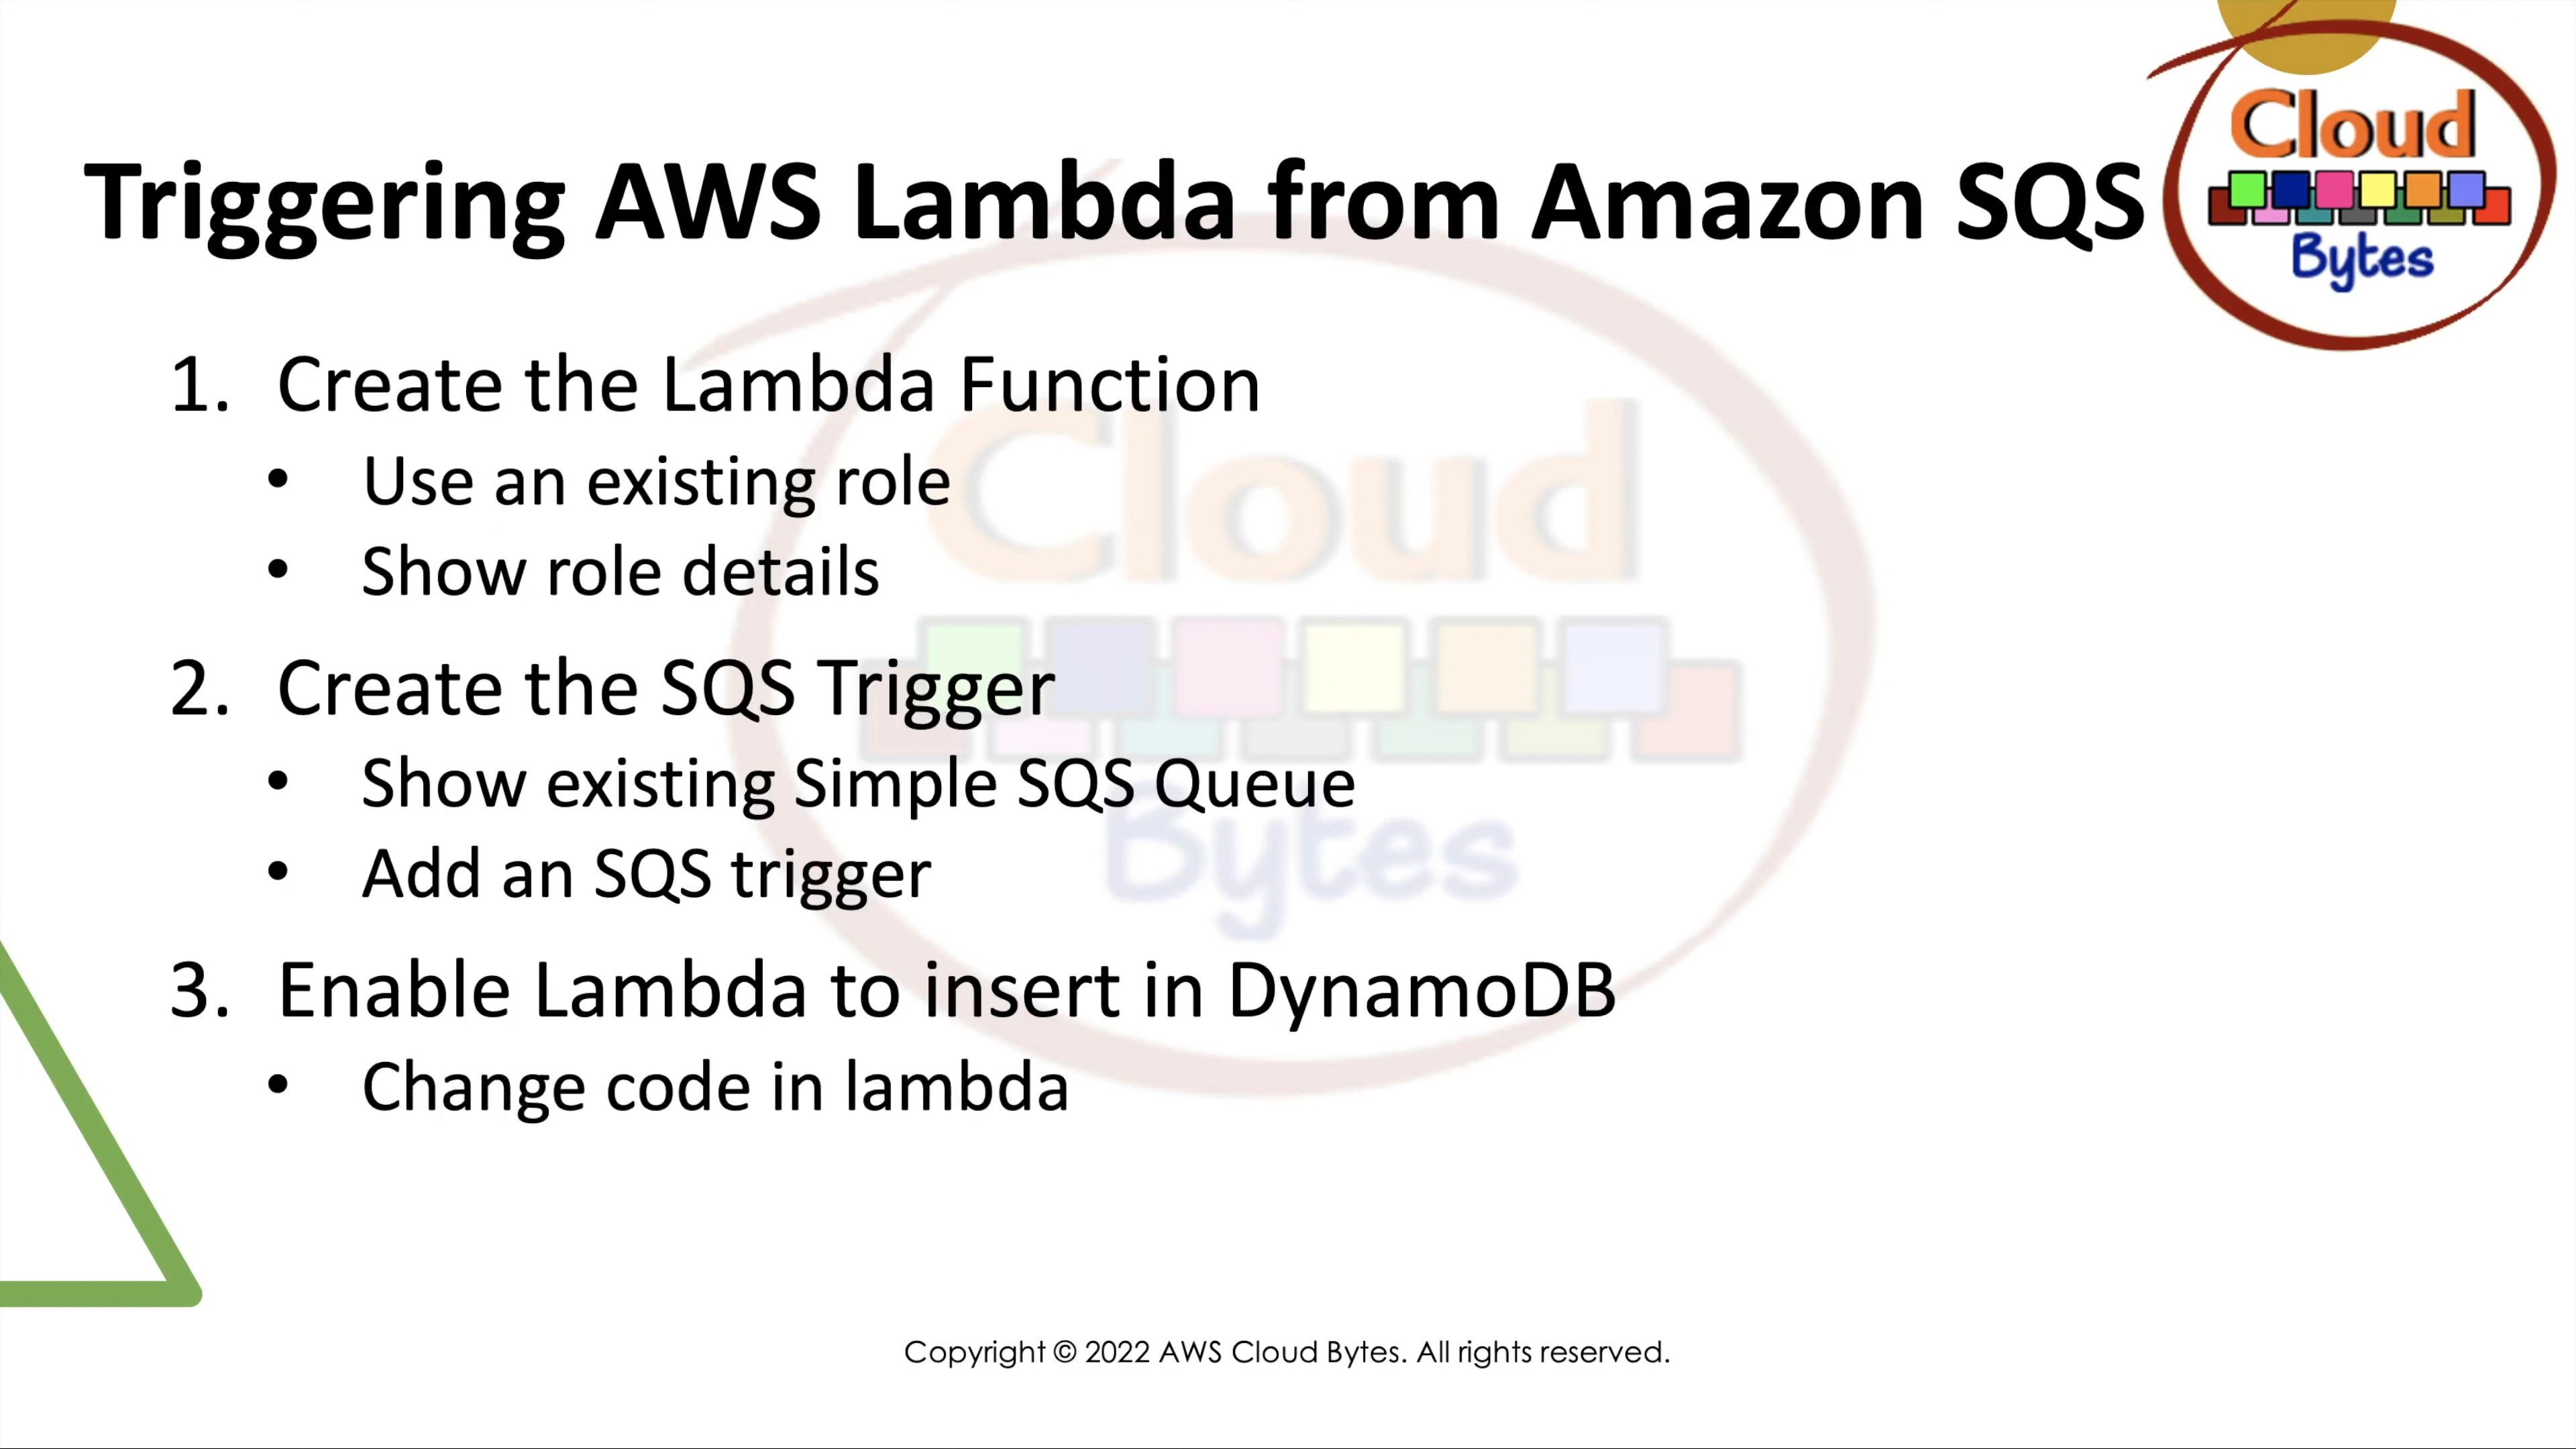 Triggering AWS Lambda from Amazon SQS
Cloud
Bytes
1. Create the Lambda Function
• Use an existing role
• Show role details
2. Create the SQS Trigger
• Show existing Simple SQS Queue
• Add an SQS trigger
3. Enable Lambda to insert in DynamoDB
• Change code in lambda
Cloud
Bytes
Copyright © 2022 AWS Cloud Bytes. All rights reserved.